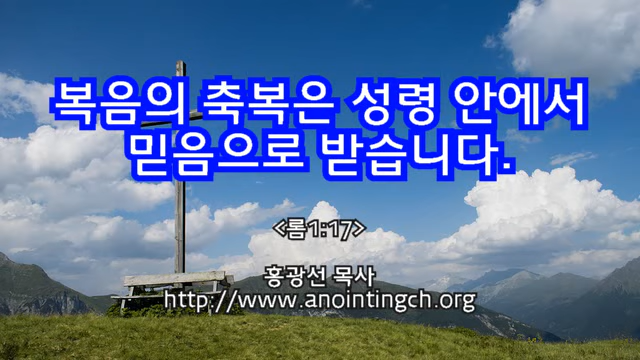 복음의 축복은 성령 안에서
믿음으로 받습니다.
<롬1:17>
홍광선 목사
http://www.anointingch.org